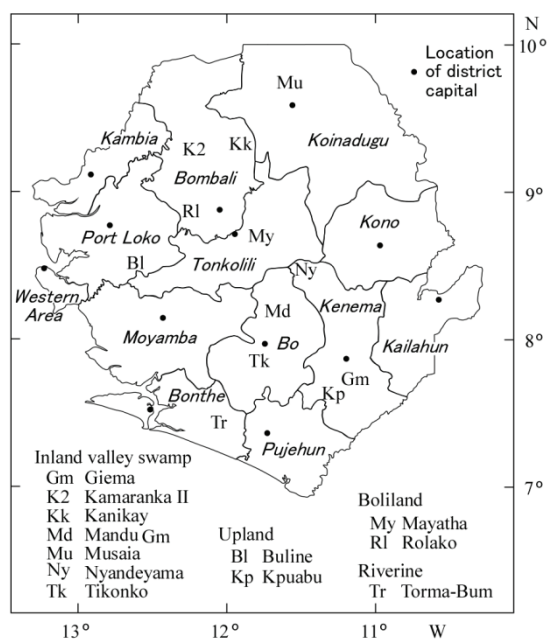 N
10°
Location
of district
capital
Mu
Koinadugu
Kambia
K2
Kk
Bombali
9°
Rl
Kono
Port Loko
My
Bl
Tonkolili
Ny
Western
Area
Kenema
Md
Moyamba
Bo
Kailahun
8°
Tk
Gm
Bonthe
Kp
Tr
Pujehun
Inland valley swamp
Gm Giema
K2 Kamaranka II
Kk Kanikay
Md Mandu Gm
Mu Musaia
Ny Nyandeyama
Tk Tikonko
Upland
Bl Buline
Kp Kpuabu
7°
Boliland
My Mayatha
Rl Rolako
Riverine
Tr Torma-Bum
13° 12° 11° W